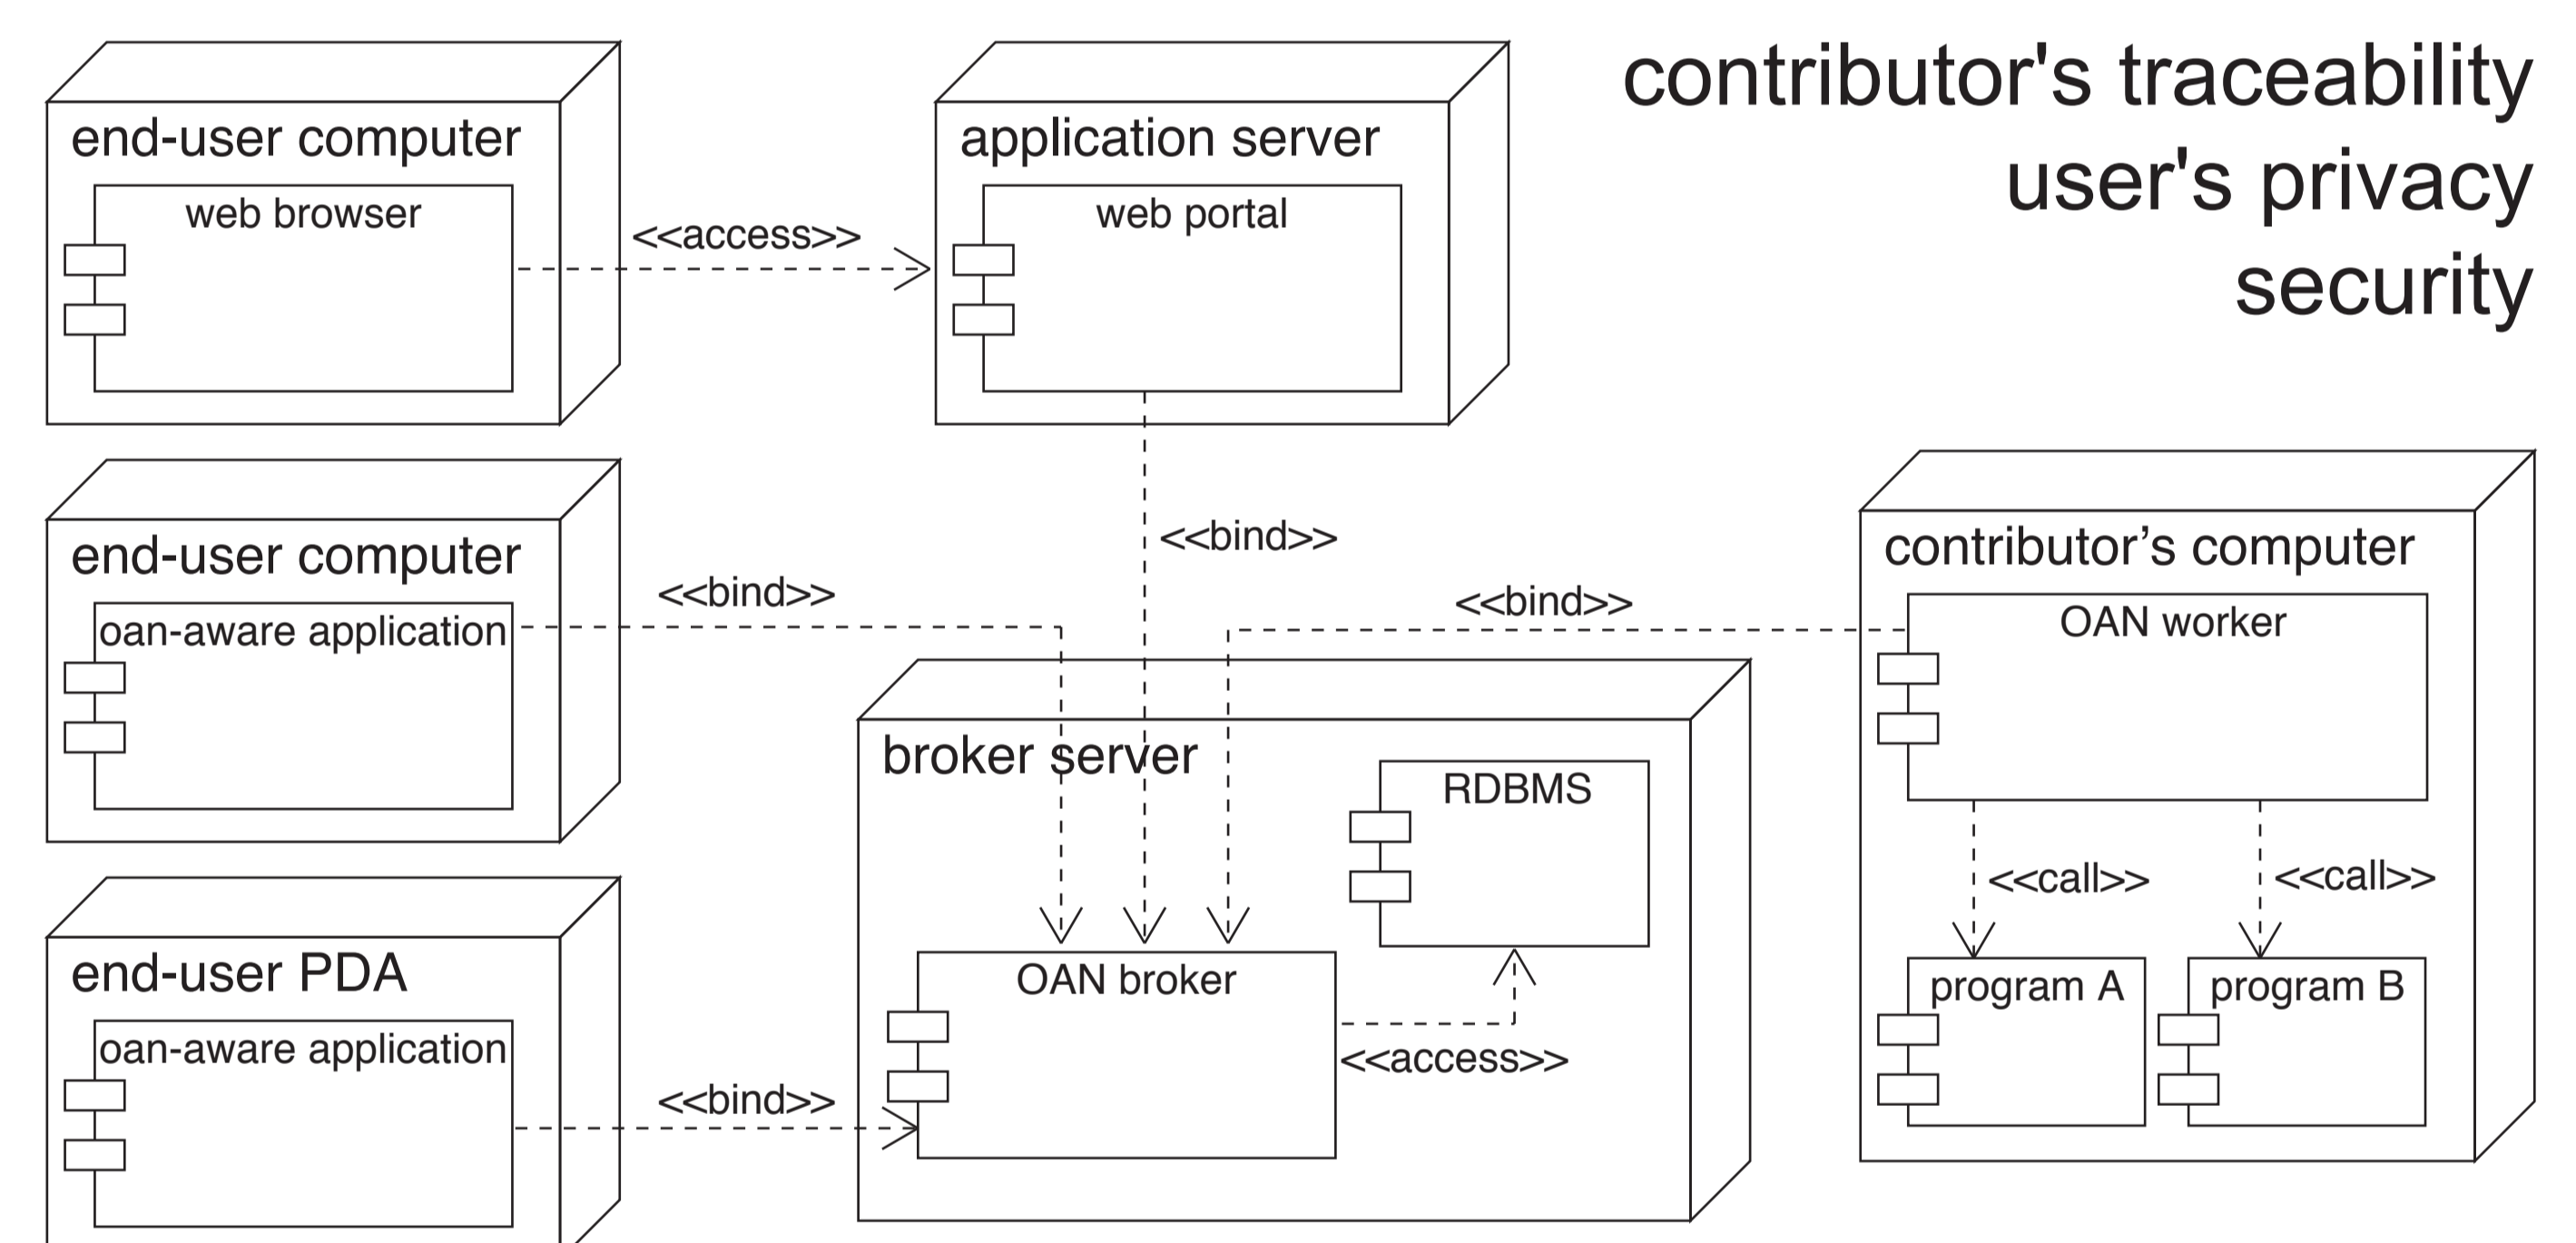 contributor's traceability
user's privacy
security
end-user computer
web browser
<<access>>
application server
web portal
<<bind>>
end-user computer
oan-aware application
<<bind>>
<<bind>>
contributor’s computer
OAN worker
<<call>>
<<call>>
program A
program B
broker server
RDBMS
OAN broker
<<access>>
end-user PDA
oan-aware application
<<bind>>